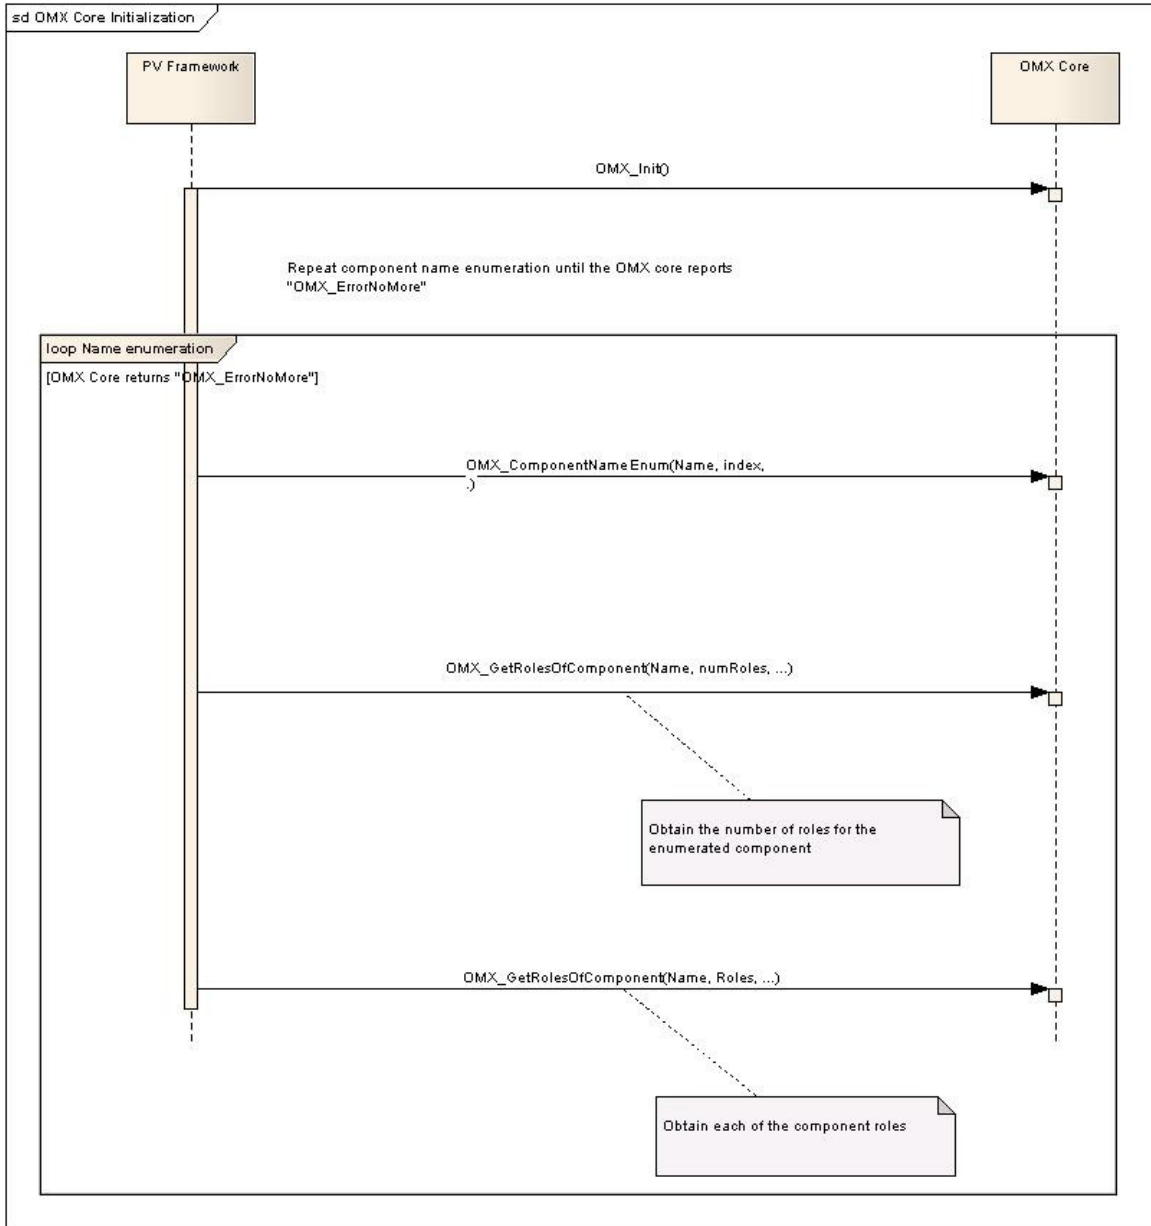 sd OMX Core Initialization
PV Framework
OMX Core
OMX_Init()
Repeat component name enumeration until the OMX core reports
"OMX_ErrorNoMore"
loop Name enumeration
[OMX Core returns "OMX_ErrorNoMore"]
OMX_ComponentNameEnum(Name, index,
.)
OMX_GetRolesOfComponent(Name, numRoles, ...)
Obtain the number of roles for the
enumerated component
OMX_GetRolesOfComponent(Name, Roles, ...)
Obtain each of the component roles